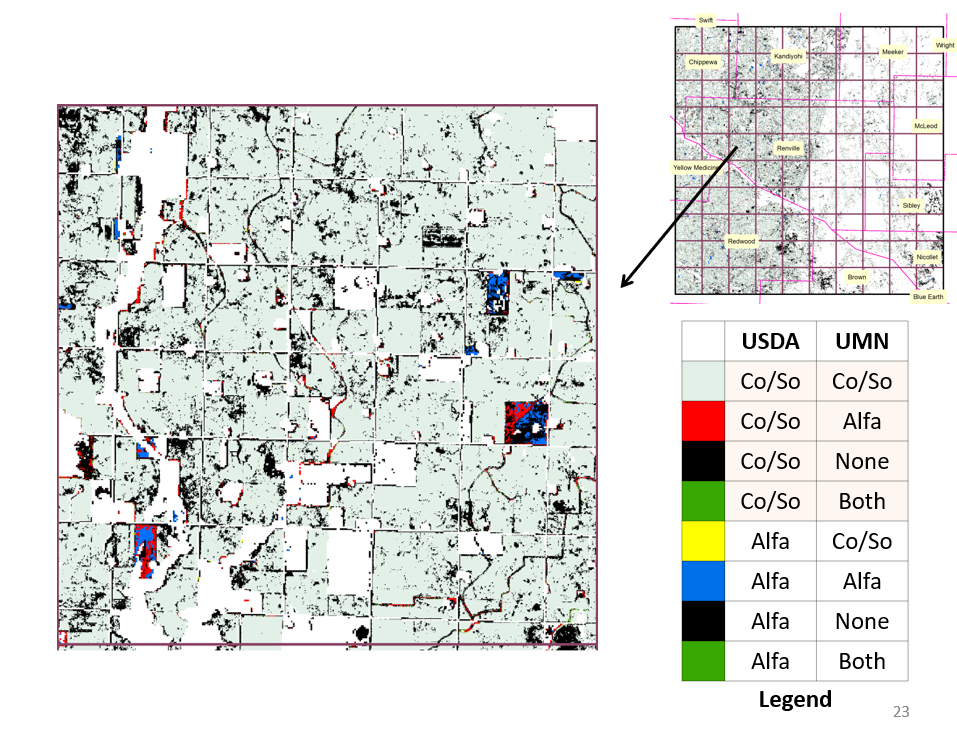 Swift
Wright
Meeker
Kandiyohi
Chippewa
McLeod
Renville
Yellow Medicin
Sibley
Redwood
Nicollet
Brown
Blue Earth
USDA UMN
Co/So Co/So
Co/So Alfa
Co/So None
Co/So Both
Alfa Co/So
Alfa Alfa
Alfa None
Alfa Both
Legend
23